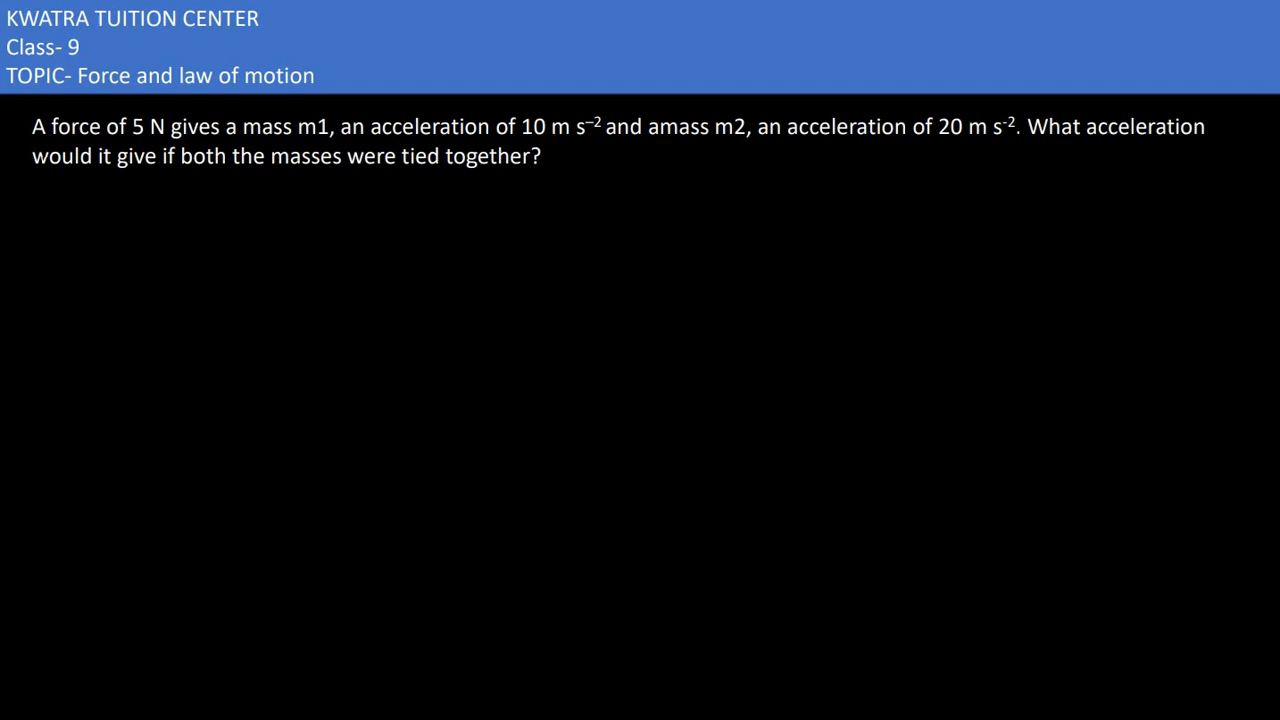 KWATRA TUITION CENTER
Class- 9
TOPIC- Force and law of motion
A force of 5 N gives a mass m1, an acceleration of 10 m s⁻² and amass m2, an acceleration of 20 m s⁻². What acceleration
would it give if both the masses were tied together?